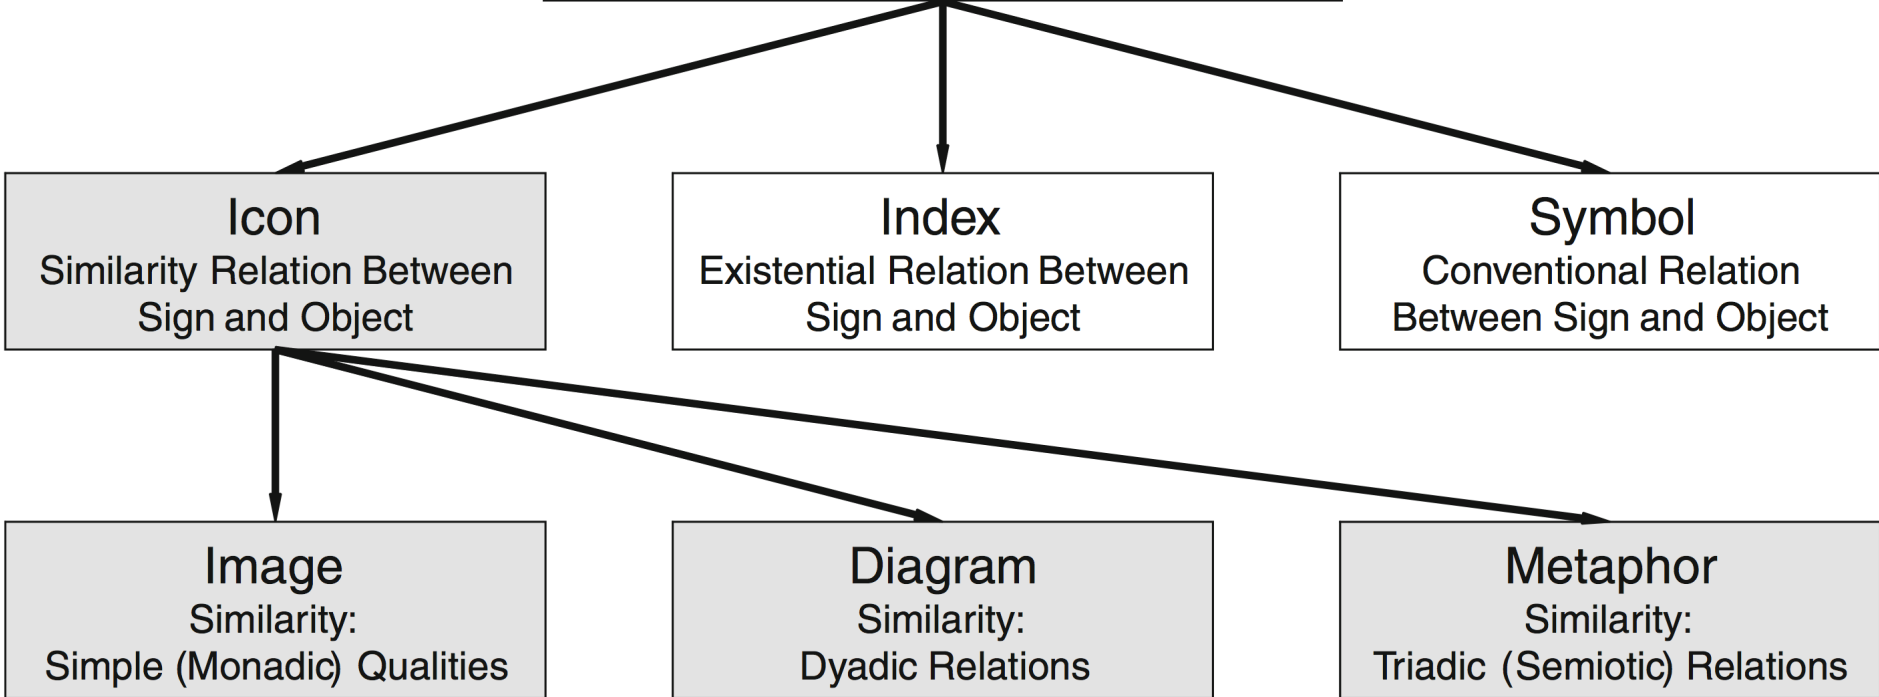 Icon
Similarity Relation Between
Sign and Object
Index
Existential Relation Between
Sign and Object
Symbol
Conventional Relation
Between Sign and Object
Image
Similarity:
Simple (Monadic) Qualities
Diagram
Similarity:
Dyadic Relations
Metaphor
Similarity:
Triadic (Semiotic) Relations